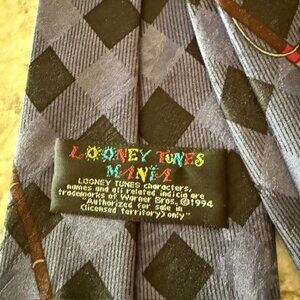 LOONEY TUNES
MANIA
LOONEY TUNES characters,
names and all related indicia are
trademarks of Warner Bros. ©1994
"Authorized for sale in
(licensed territory) only"